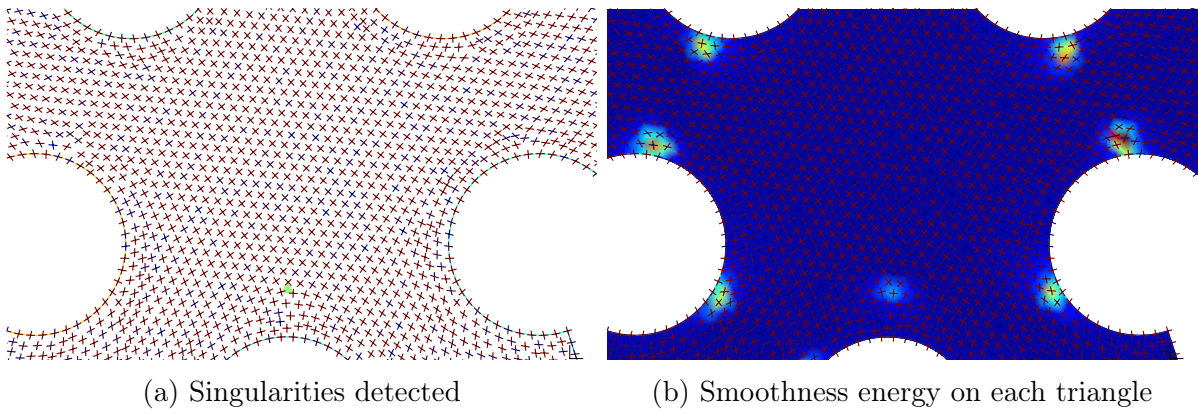 (a) Singularities detected
(b) Smoothness energy on each triangle